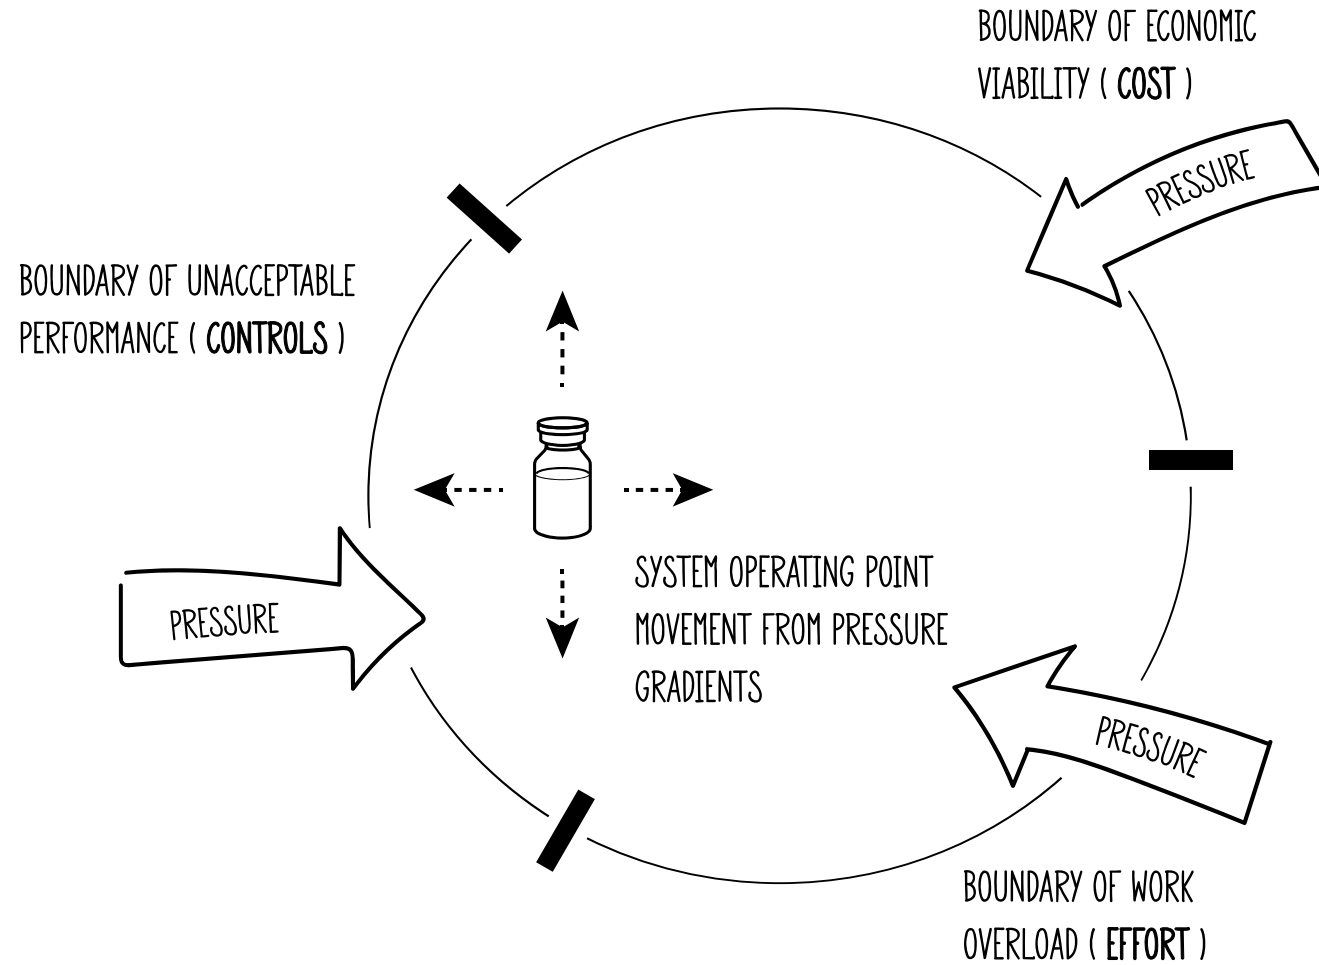 BOUNDARY OF ECONOMIC
VIABILITY ( COST )
PRESSURE
BOUNDARY OF UNACCEPTABLE
PERFORMANCE ( CONTROLS )
PRESSURE
SYSTEM OPERATING POINT
MOVEMENT FROM PRESSURE
GRADIENTS
PRESSURE
BOUNDARY OF WORK
OVERLOAD ( EFFORT )